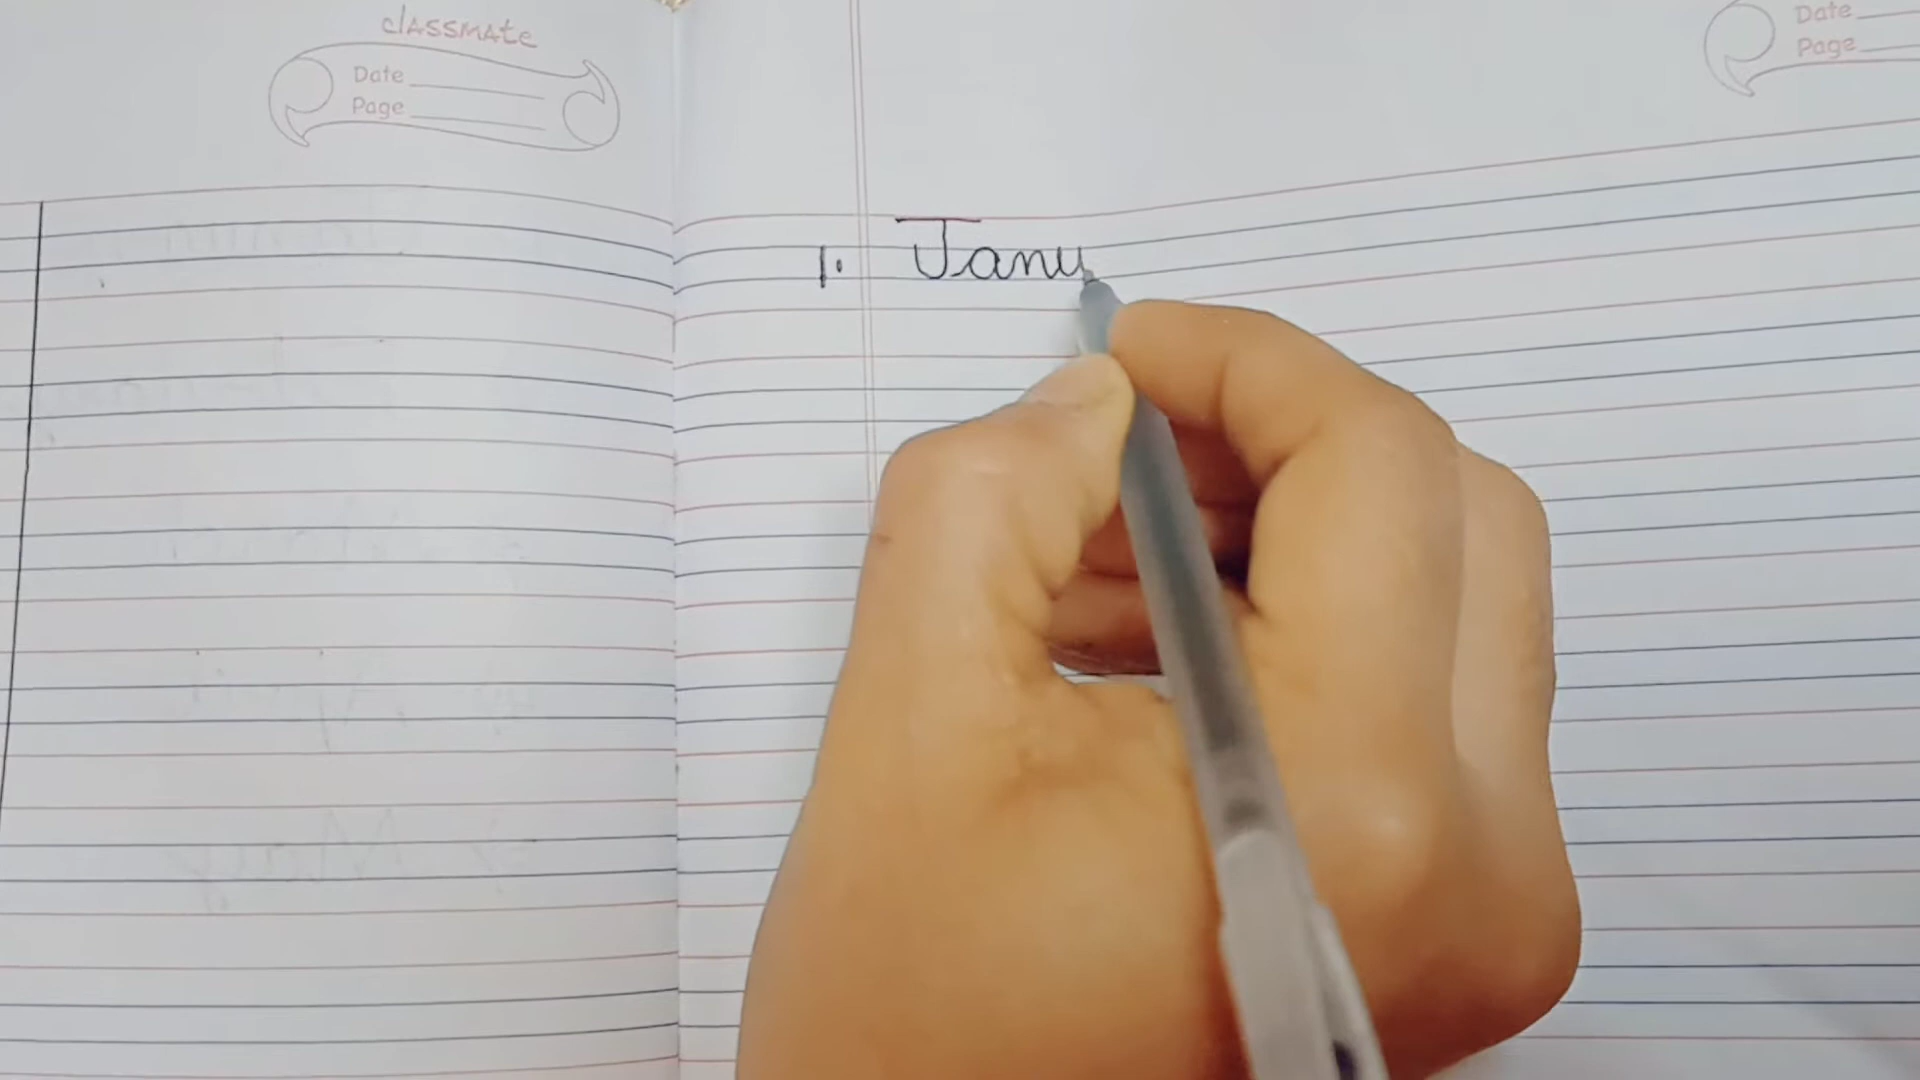 classmate
Date
Page
Date
Page
1. Janu